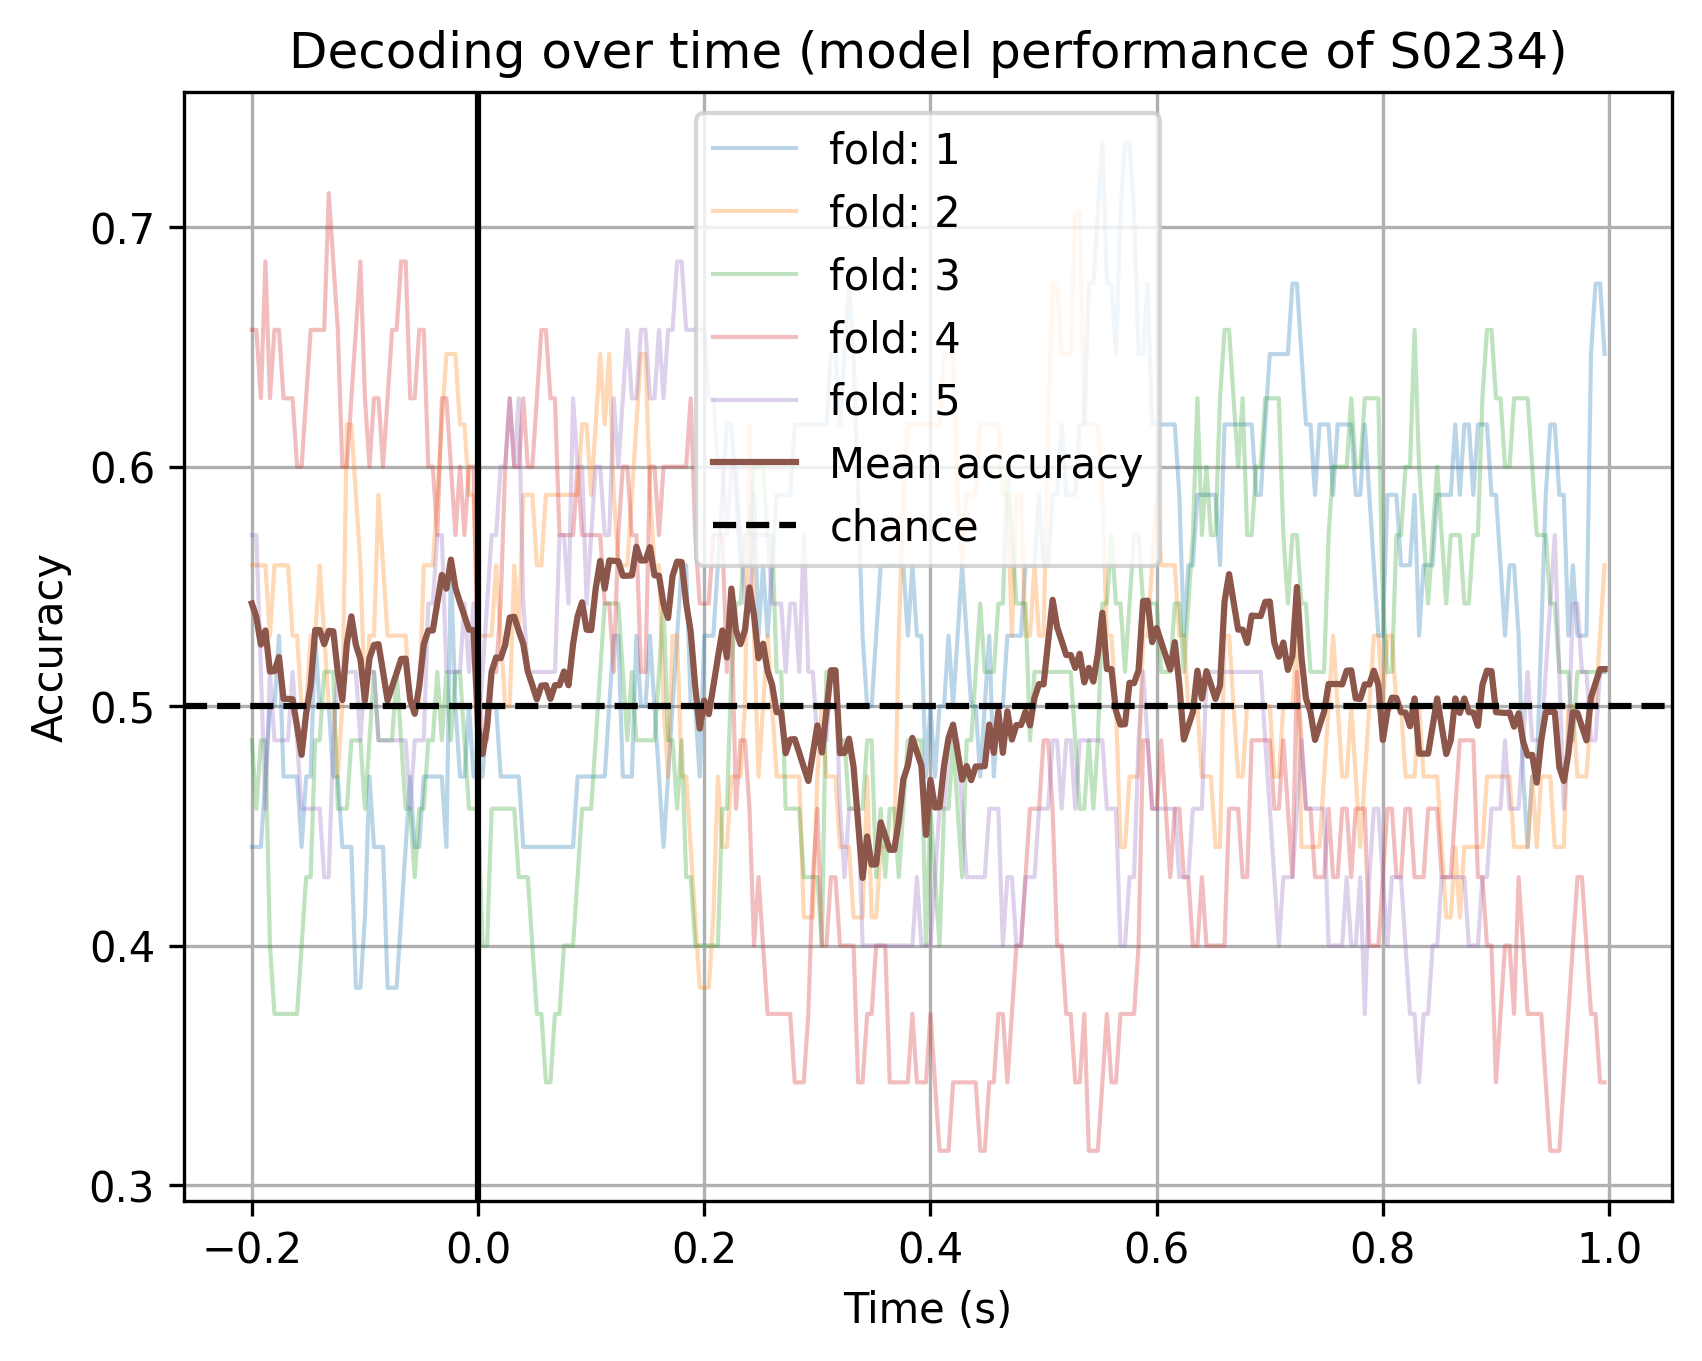 Decoding over time (model performance of S0234)
fold: 1
fold: 2
fold: 3
fold: 4
fold: 5
Mean accuracy
chance
Accuracy
0.7
0.6
0.5
0.4
0.3
−0.2 0.0 0.2 0.4 0.6 0.8 1.0
Time (s)